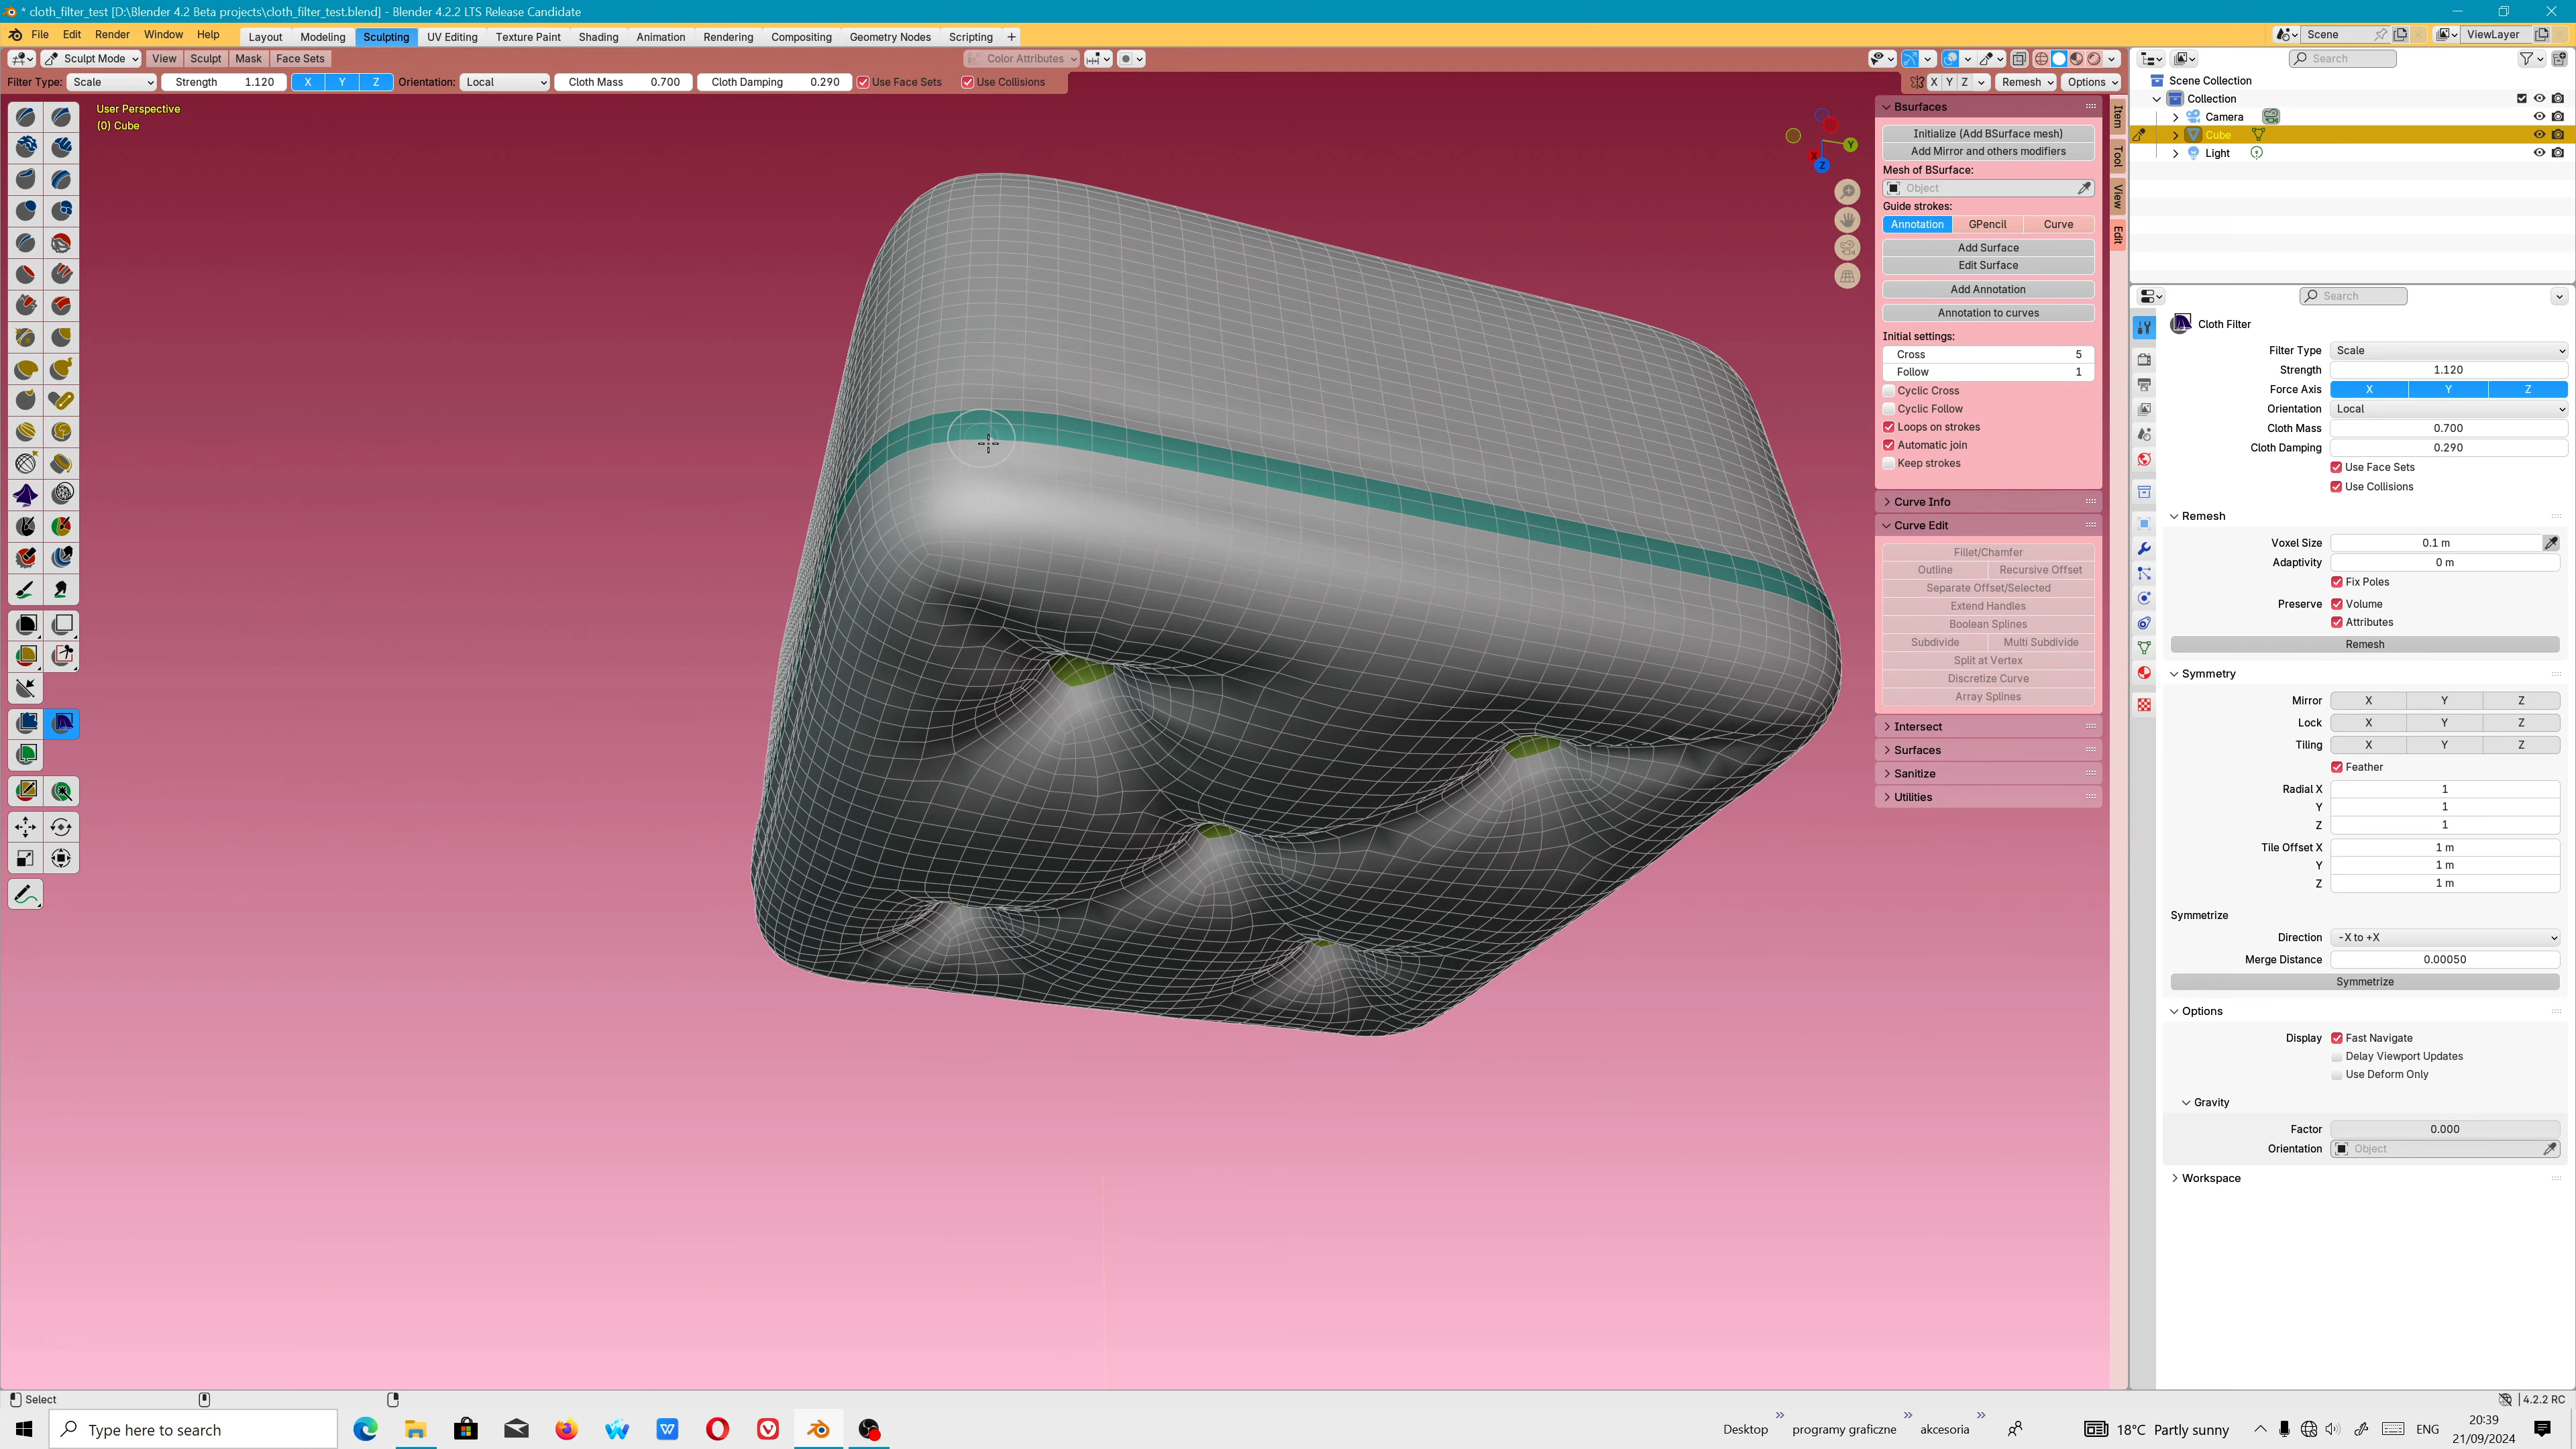 * cloth_filter_test [D:\Blender 4.2 Beta projects\cloth_filter_test.blend] - Blender 4.2.2 LTS Release Candidate
File Edit Render Window Help Layout Modeling Sculpting UV Editing Texture Paint Shading Animation Rendering Compositing Geometry Nodes Scripting + Scene ViewLayer
Sculpt Mode View Sculpt Mask Face Sets Color Attributes Search
Filter Type: Scale Strength 1.120 X Y Z Orientation: Local Cloth Mass 0.700 Cloth Damping 0.290 Use Face Sets Use Collisions X Y Z Remesh Options
User Perspective
(0) Cube
Y
X
Z
Bsurfaces
Initialize (Add BSurface mesh)
Add Mirror and others modifiers
Mesh of BSurface:
Object
Guide strokes:
Annotation GPencil Curve
Add Surface
Edit Surface
Add Annotation
Annotation to curves
Initial settings:
Cross 5
Follow 1
Cyclic Cross
Cyclic Follow
Loops on strokes
Automatic join
Keep strokes
Curve Info
Curve Edit
Fillet/Chamfer
Outline Recursive Offset
Separate Offset/Selected
Extend Handles
Boolean Splines
Subdivide Multi Subdivide
Split at Vertex
Discretize Curve
Array Splines
Intersect
Surfaces
Sanitize
Utilities
Item
Tool
View
Edit
Scene Collection
Collection
Camera
Cube
Light
Search
Cloth Filter
Filter Type Scale
Strength 1.120
Force Axis X Y Z
Orientation Local
Cloth Mass 0.700
Cloth Damping 0.290
Use Face Sets
Use Collisions
Remesh
Voxel Size 0.1 m
Adaptivity 0 m
Fix Poles
Preserve Volume
Attributes
Remesh
Symmetry
Mirror X Y Z
Lock X Y Z
Tiling X Y Z
Feather
Radial X 1
Y 1
Z 1
Tile Offset X 1 m
Y 1 m
Z 1 m
Symmetrize
Direction -X to +X
Merge Distance 0.00050
Symmetrize
Options
Display Fast Navigate
Delay Viewport Updates
Use Deform Only
Gravity
Factor 0.000
Orientation Object
Workspace
Select 4.2.2 RC
Type here to search Desktop » programy graficzne » akcesoria » 18°C Partly sunny ENG
20:39
21/09/2024